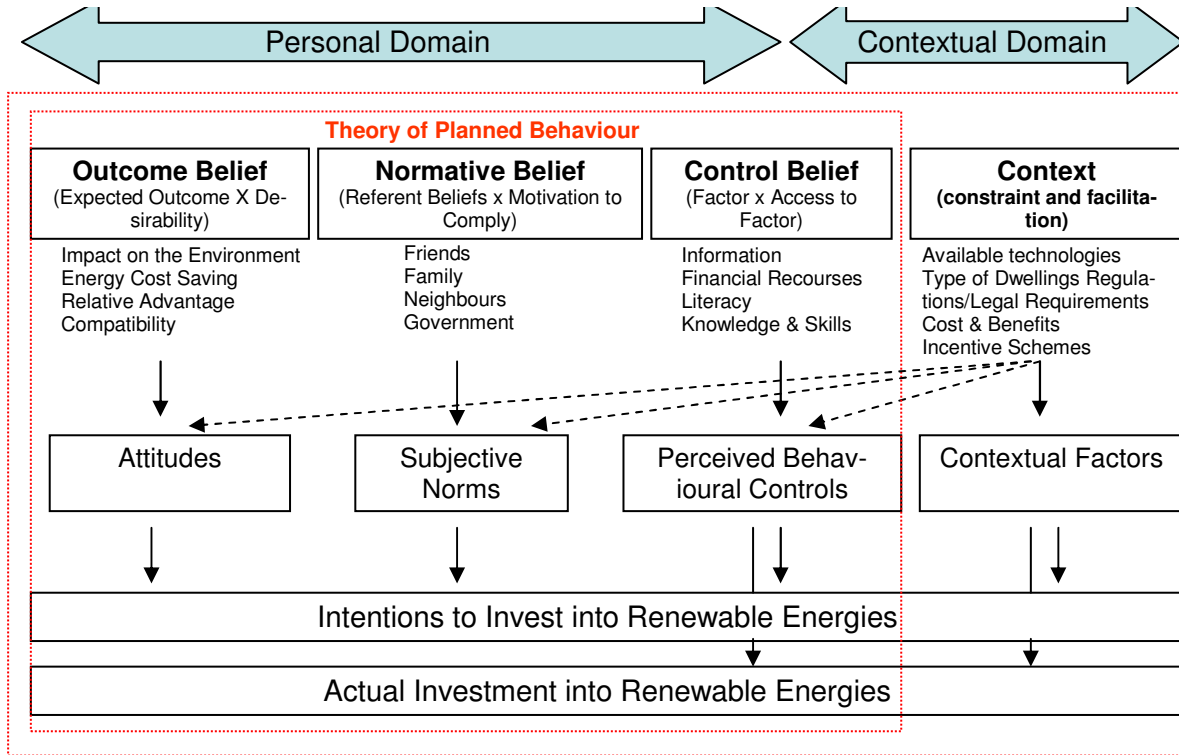 Personal Domain
Contextual Domain
Theory of Planned Behaviour
Outcome Belief
(Expected Outcome X De-
sirability)
Impact on the Environment
Energy Cost Saving
Relative Advantage
Compatibility
Normative Belief
(Referent Beliefs x Motivation to
Comply)
Friends
Family
Neighbours
Government
Control Belief
(Factor x Access to
Factor)
Information
Financial Recourses
Literacy
Knowledge & Skills
Context
(constraint and facilita-
tion)
Available technologies
Type of Dwellings Regula-
tions/Legal Requirements
Cost & Benefits
Incentive Schemes
Attitudes
Subjective
Norms
Perceived Behav-
ioural Controls
Contextual Factors
Intentions to Invest into Renewable Energies
Actual Investment into Renewable Energies